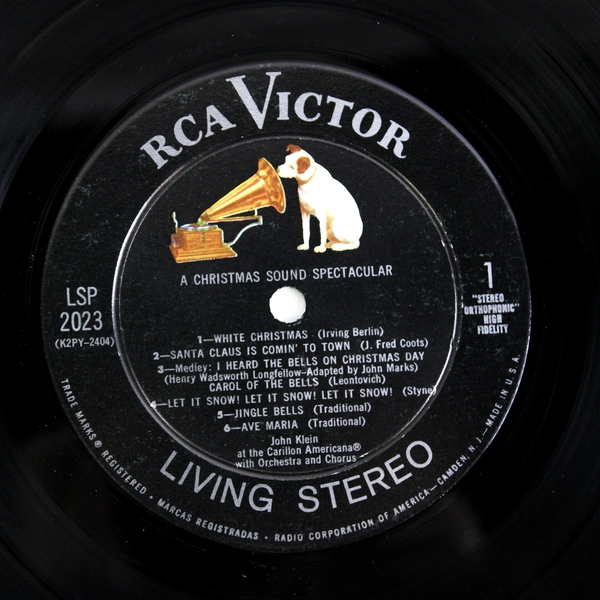 RCA VICTOR
A CHRISTMAS SOUND SPECTACULAR
LSP
2023
(K2PY-2404)
1
"STEREO
ORTHOPHONIC"
HIGH
FIDELITY
1—WHITE CHRISTMAS (Irving Berlin)
2—SANTA CLAUS IS COMIN' TO TOWN (J. Fred Coots)
3—Medley: I HEARD THE BELLS ON CHRISTMAS DAY
(Henry Wadsworth Longfellow—Adapted by John Marks)
CAROL OF THE BELLS (Leontovich)
4—LET IT SNOW! LET IT SNOW! LET IT SNOW! (Styne)
5—JINGLE BELLS (Traditional)
6—AVE MARIA (Traditional)
John Klein
at the Carillon Americana®
with Orchestra and Chorus
LIVING STEREO
TRADE MARKS ® REGISTERED • MARCAS REGISTRADAS • RADIO CORPORATION OF AMERICA—CAMDEN, N.J.—MADE IN U.S.A.